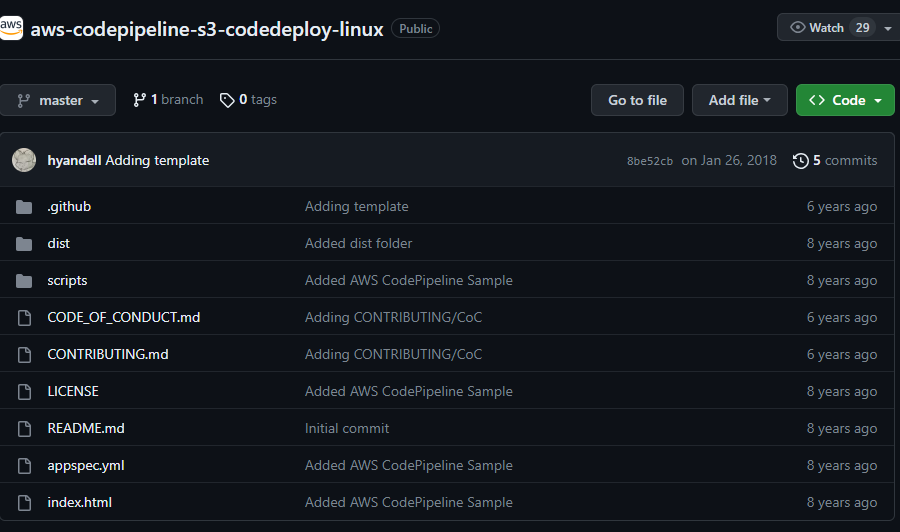 aws
aws-codepipeline-s3-codedeploy-linux Public Watch 29
master 1 branch 0 tags Go to file Add file <> Code
hyandell Adding template 8be52cb on Jan 26, 2018 5 commits
.github Adding template 6 years ago
dist Added dist folder 8 years ago
scripts Added AWS CodePipeline Sample 8 years ago
CODE_OF_CONDUCT.md Adding CONTRIBUTING/CoC 6 years ago
CONTRIBUTING.md Adding CONTRIBUTING/CoC 6 years ago
LICENSE Added AWS CodePipeline Sample 8 years ago
README.md Initial commit 8 years ago
appspec.yml Added AWS CodePipeline Sample 8 years ago
index.html Added AWS CodePipeline Sample 8 years ago